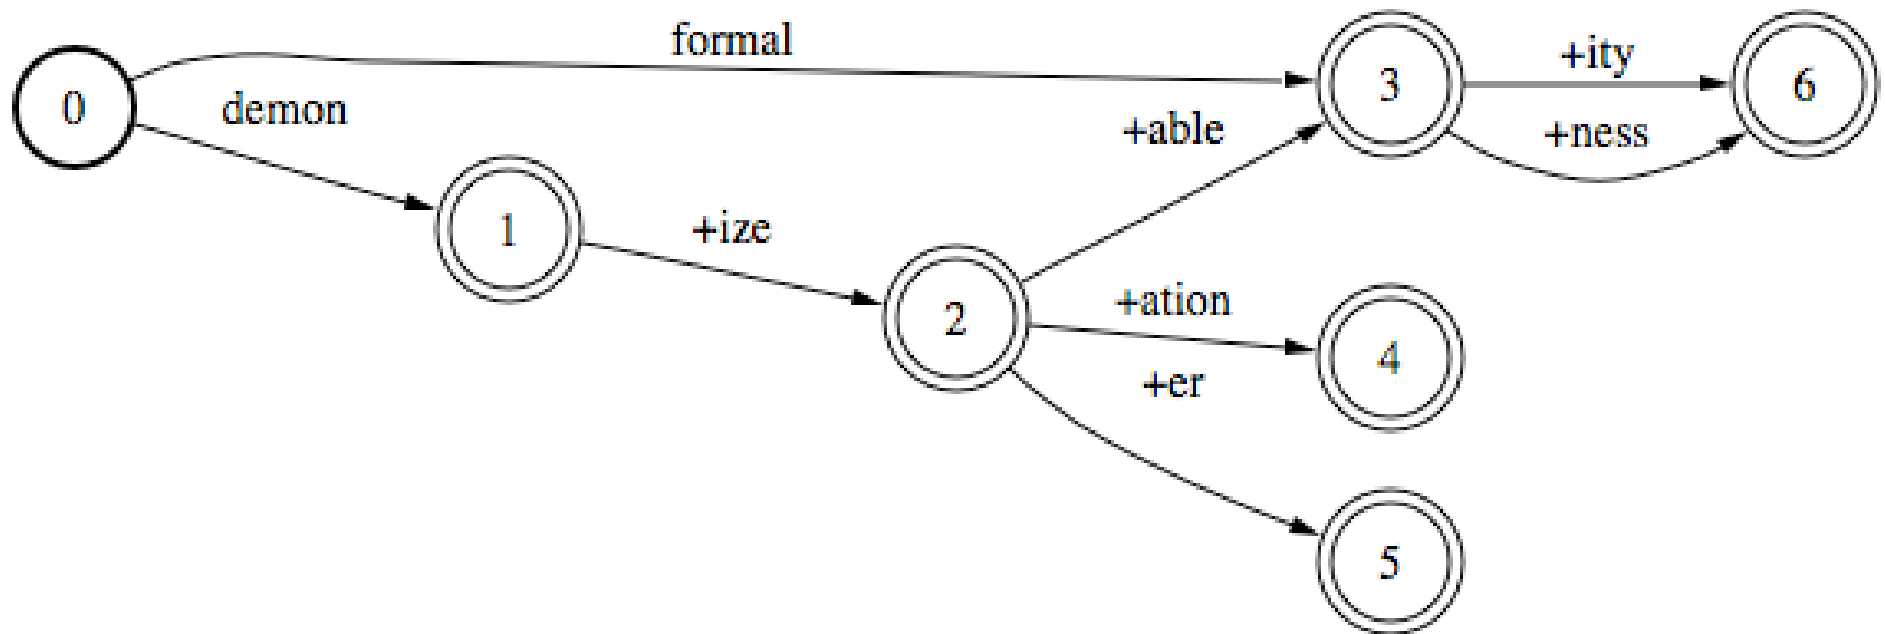 formal
+ity
0
demon
3
6
+able
+ness
1
+ize
2
+ation
4
+er
5